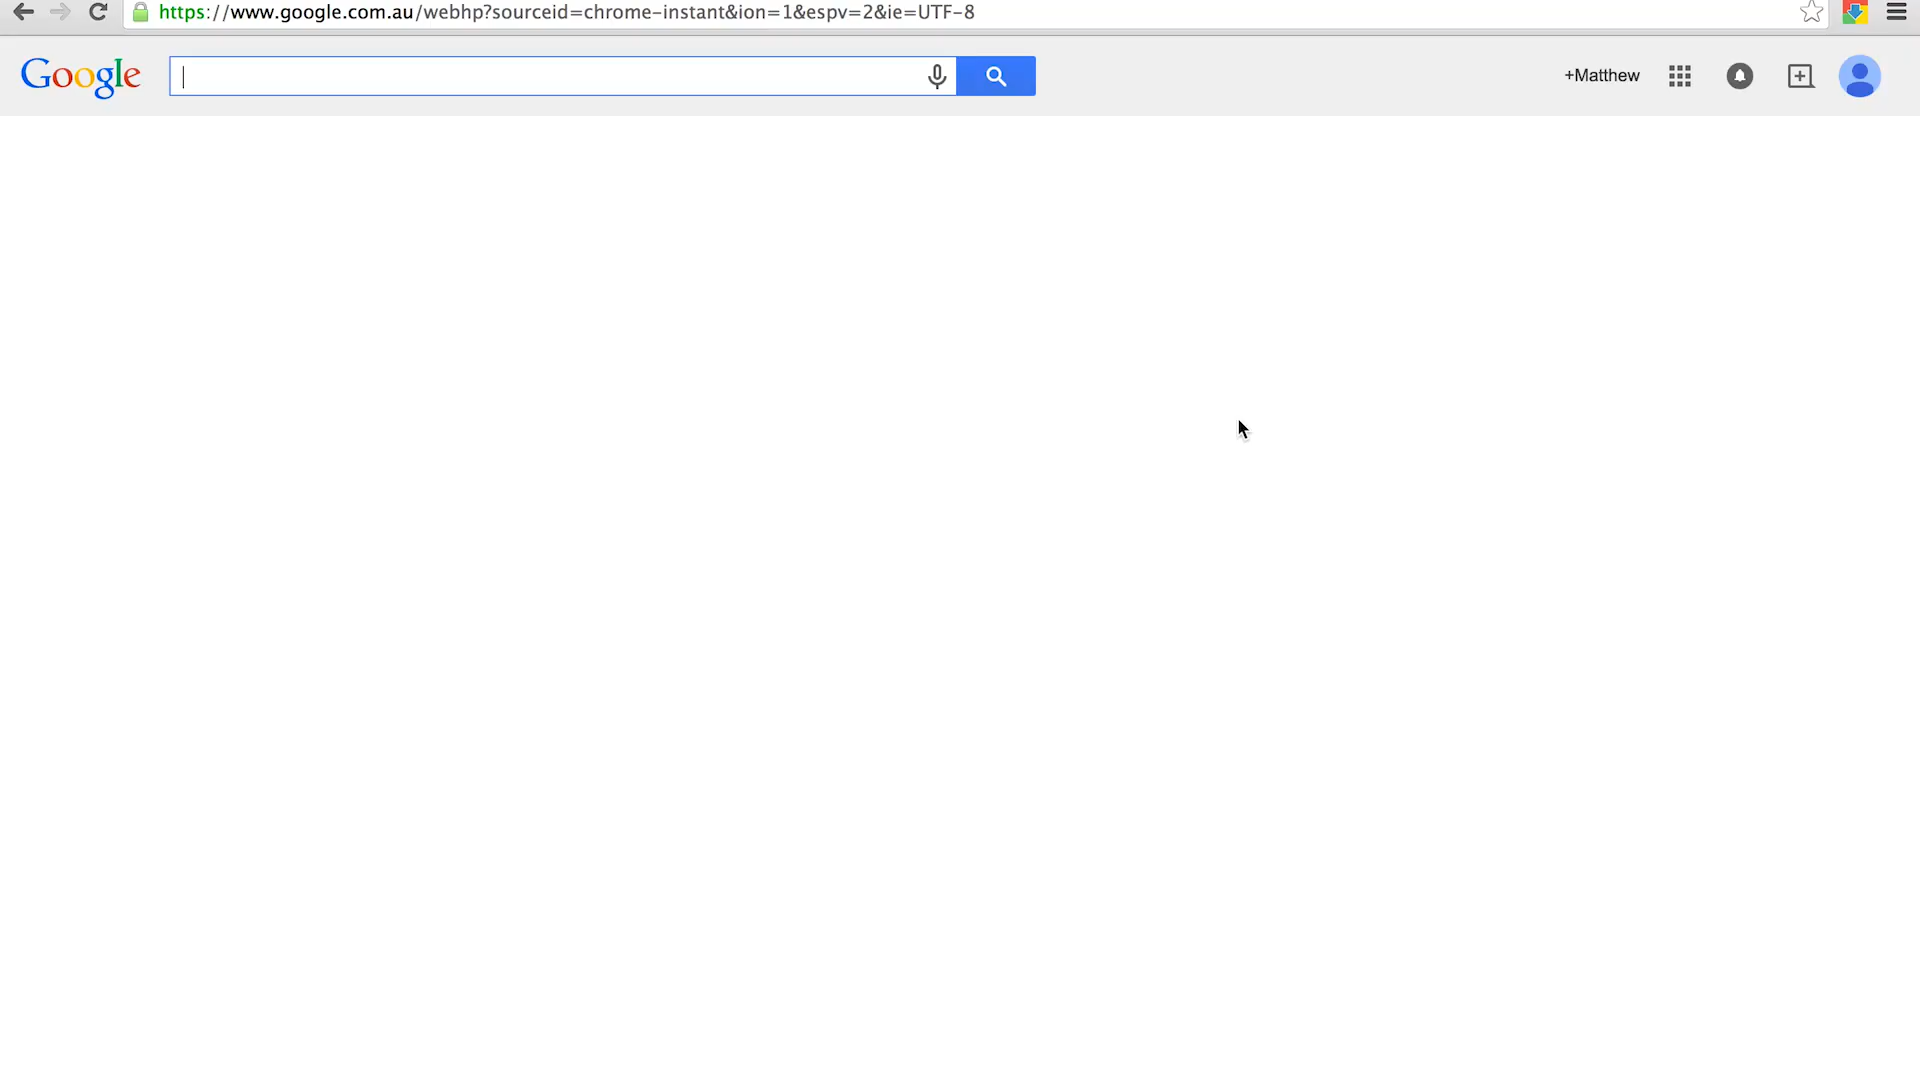 https://www.google.com.au/webhp?sourceid=chrome-instant&ion=1&espv=2&ie=UTF-8
Google
+Matthew